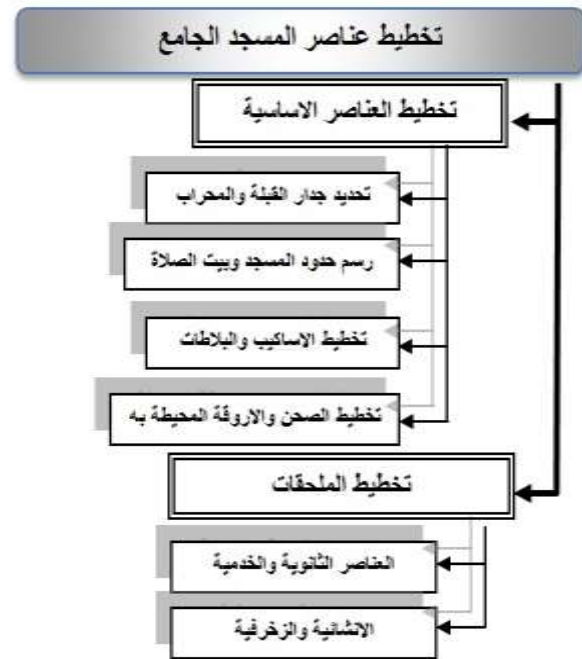 تخطيط عناصر المسجد الجامع
تخطيط العناصر الاساسية
تحديد جدار القبلة والمحراب
رسم حدود المسجد وبيت الصلاة
تخطيط الاساكيب والبلاطات
تخطيط الصحن والاروقة المحيطة به
تخطيط الملحقات
العناصر الثانوية والخدمية
الانشائية والزخرفية